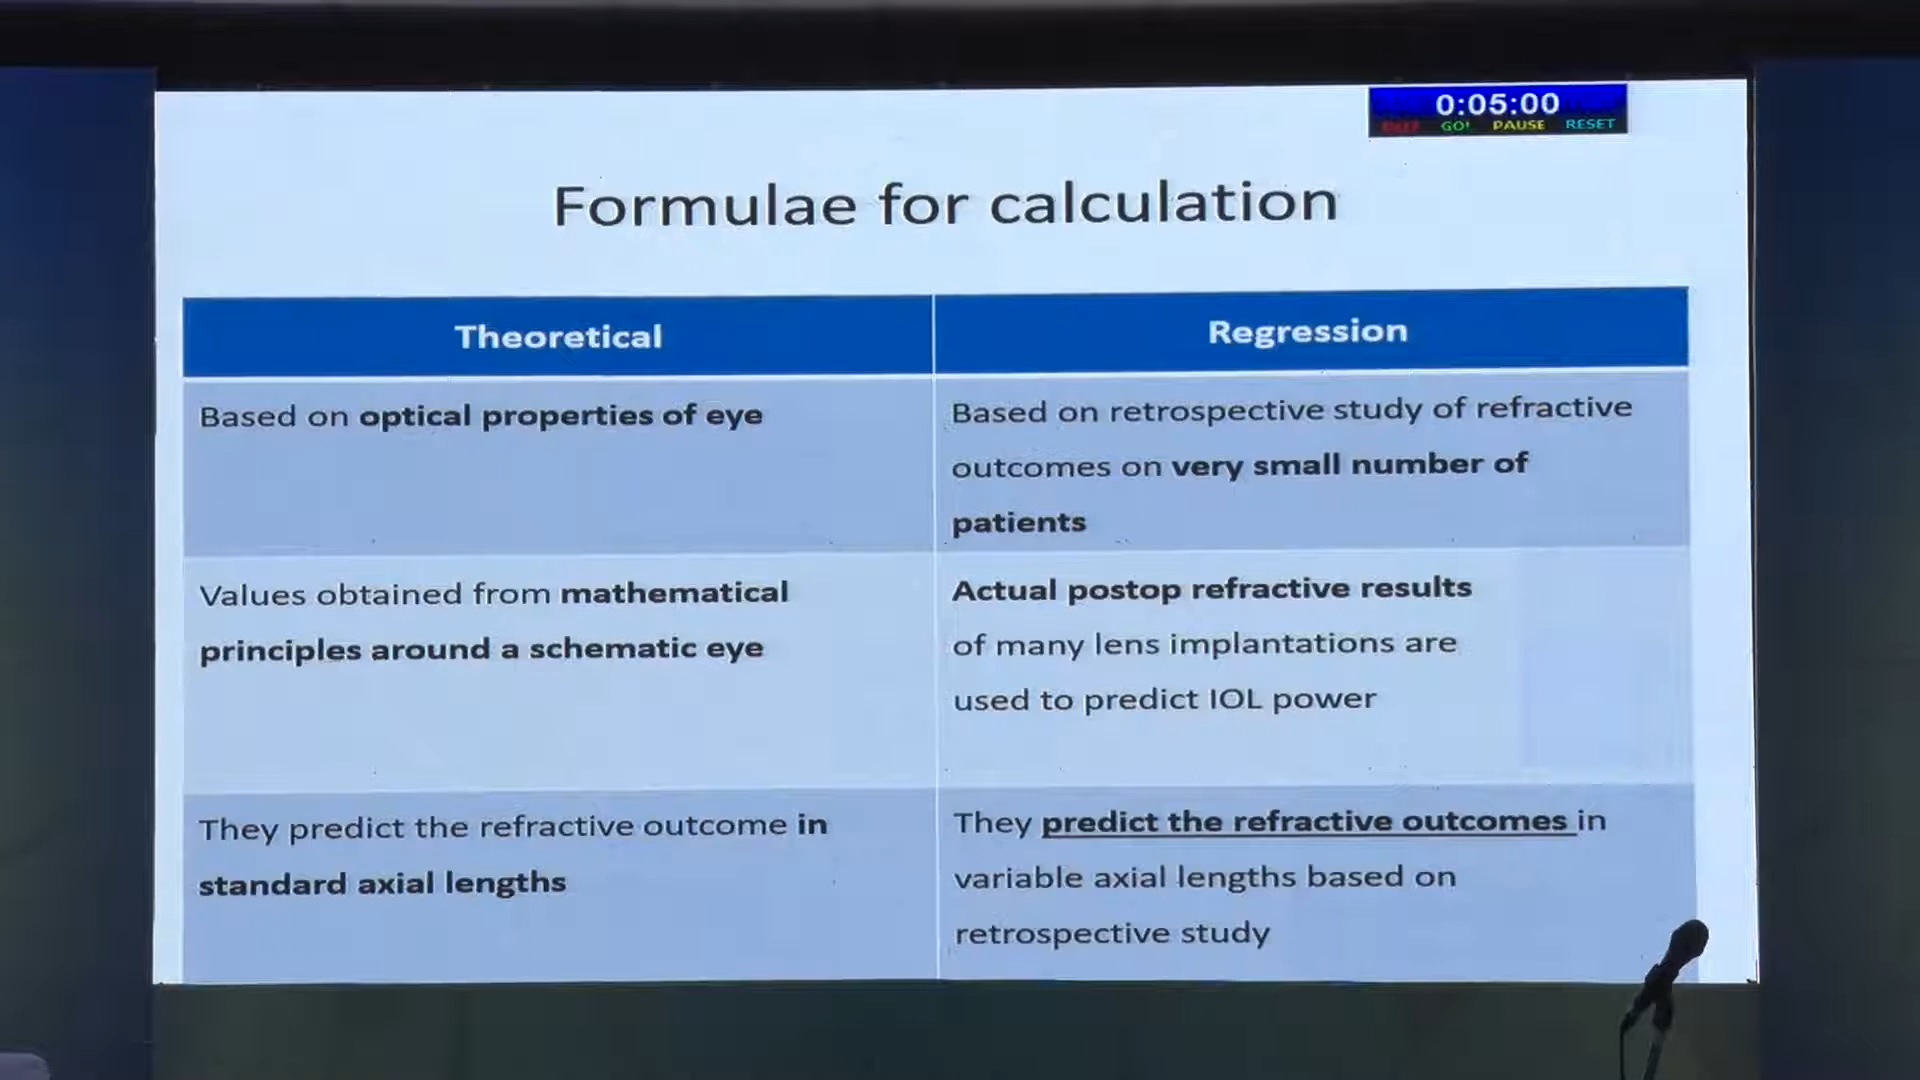 0:05:00
GO! PAUSE RESET
Formulae for calculation
Theoretical
Regression
Based on optical properties of eye
Based on retrospective study of refractive
outcomes on very small number of
patients
Values obtained from mathematical
principles around a schematic eye
Actual postop refractive results
of many lens implantations are
used to predict IOL power
They predict the refractive outcome in
standard axial lengths
They predict the refractive outcomes in
variable axial lengths based on
retrospective study